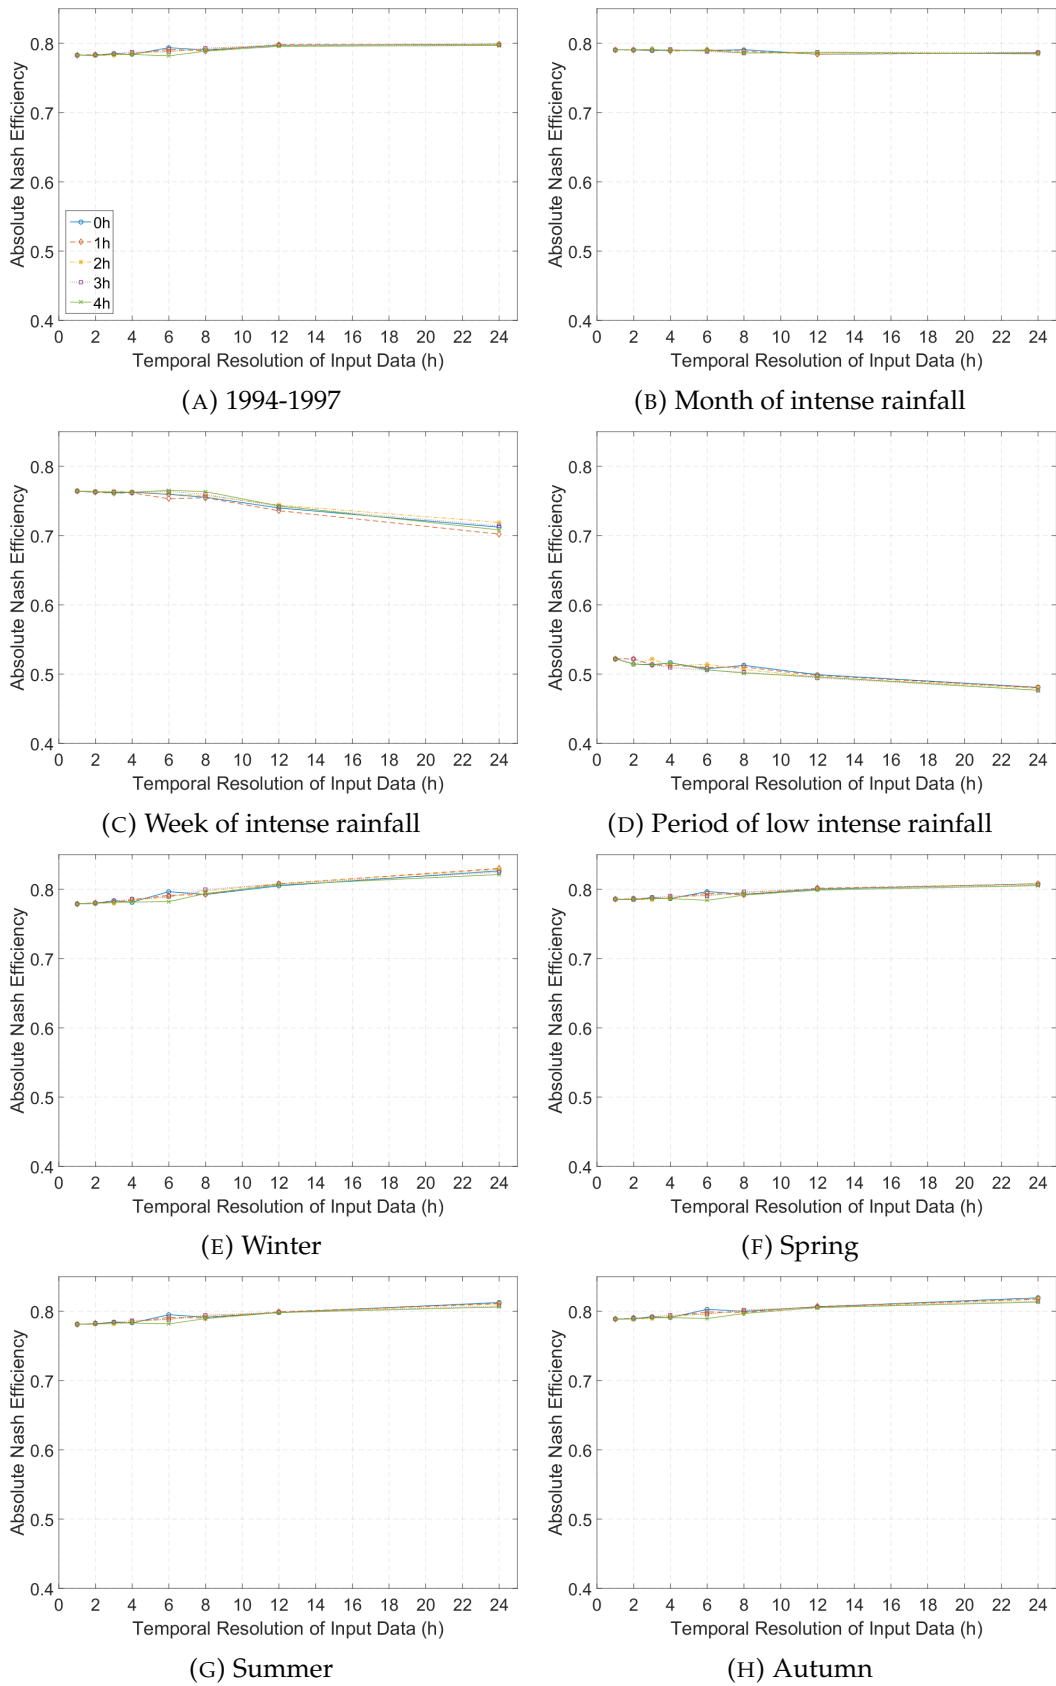 0.8
0.7
0.6
0.5
0.4
Absolute Nash Efficiency
0h
1h
2h
3h
4h
0 2 4 6 8 10 12 14 16 18 20 22 24
Temporal Resolution of Input Data (h)
(A) 1994-1997
0.8
0.7
0.6
0.5
0.4
Absolute Nash Efficiency
0 2 4 6 8 10 12 14 16 18 20 22 24
Temporal Resolution of Input Data (h)
(B) Month of intense rainfall
0.8
0.7
0.6
0.5
0.4
Absolute Nash Efficiency
0 2 4 6 8 10 12 14 16 18 20 22 24
Temporal Resolution of Input Data (h)
(C) Week of intense rainfall
0.8
0.7
0.6
0.5
0.4
Absolute Nash Efficiency
0 2 4 6 8 10 12 14 16 18 20 22 24
Temporal Resolution of Input Data (h)
(D) Period of low intense rainfall
0.8
0.7
0.6
0.5
0.4
Absolute Nash Efficiency
0 2 4 6 8 10 12 14 16 18 20 22 24
Temporal Resolution of Input Data (h)
(E) Winter
0.8
0.7
0.6
0.5
0.4
Absolute Nash Efficiency
0 2 4 6 8 10 12 14 16 18 20 22 24
Temporal Resolution of Input Data (h)
(F) Spring
0.8
0.7
0.6
0.5
0.4
Absolute Nash Efficiency
0 2 4 6 8 10 12 14 16 18 20 22 24
Temporal Resolution of Input Data (h)
(G) Summer
0.8
0.7
0.6
0.5
0.4
Absolute Nash Efficiency
0 2 4 6 8 10 12 14 16 18 20 22 24
Temporal Resolution of Input Data (h)
(H) Autumn